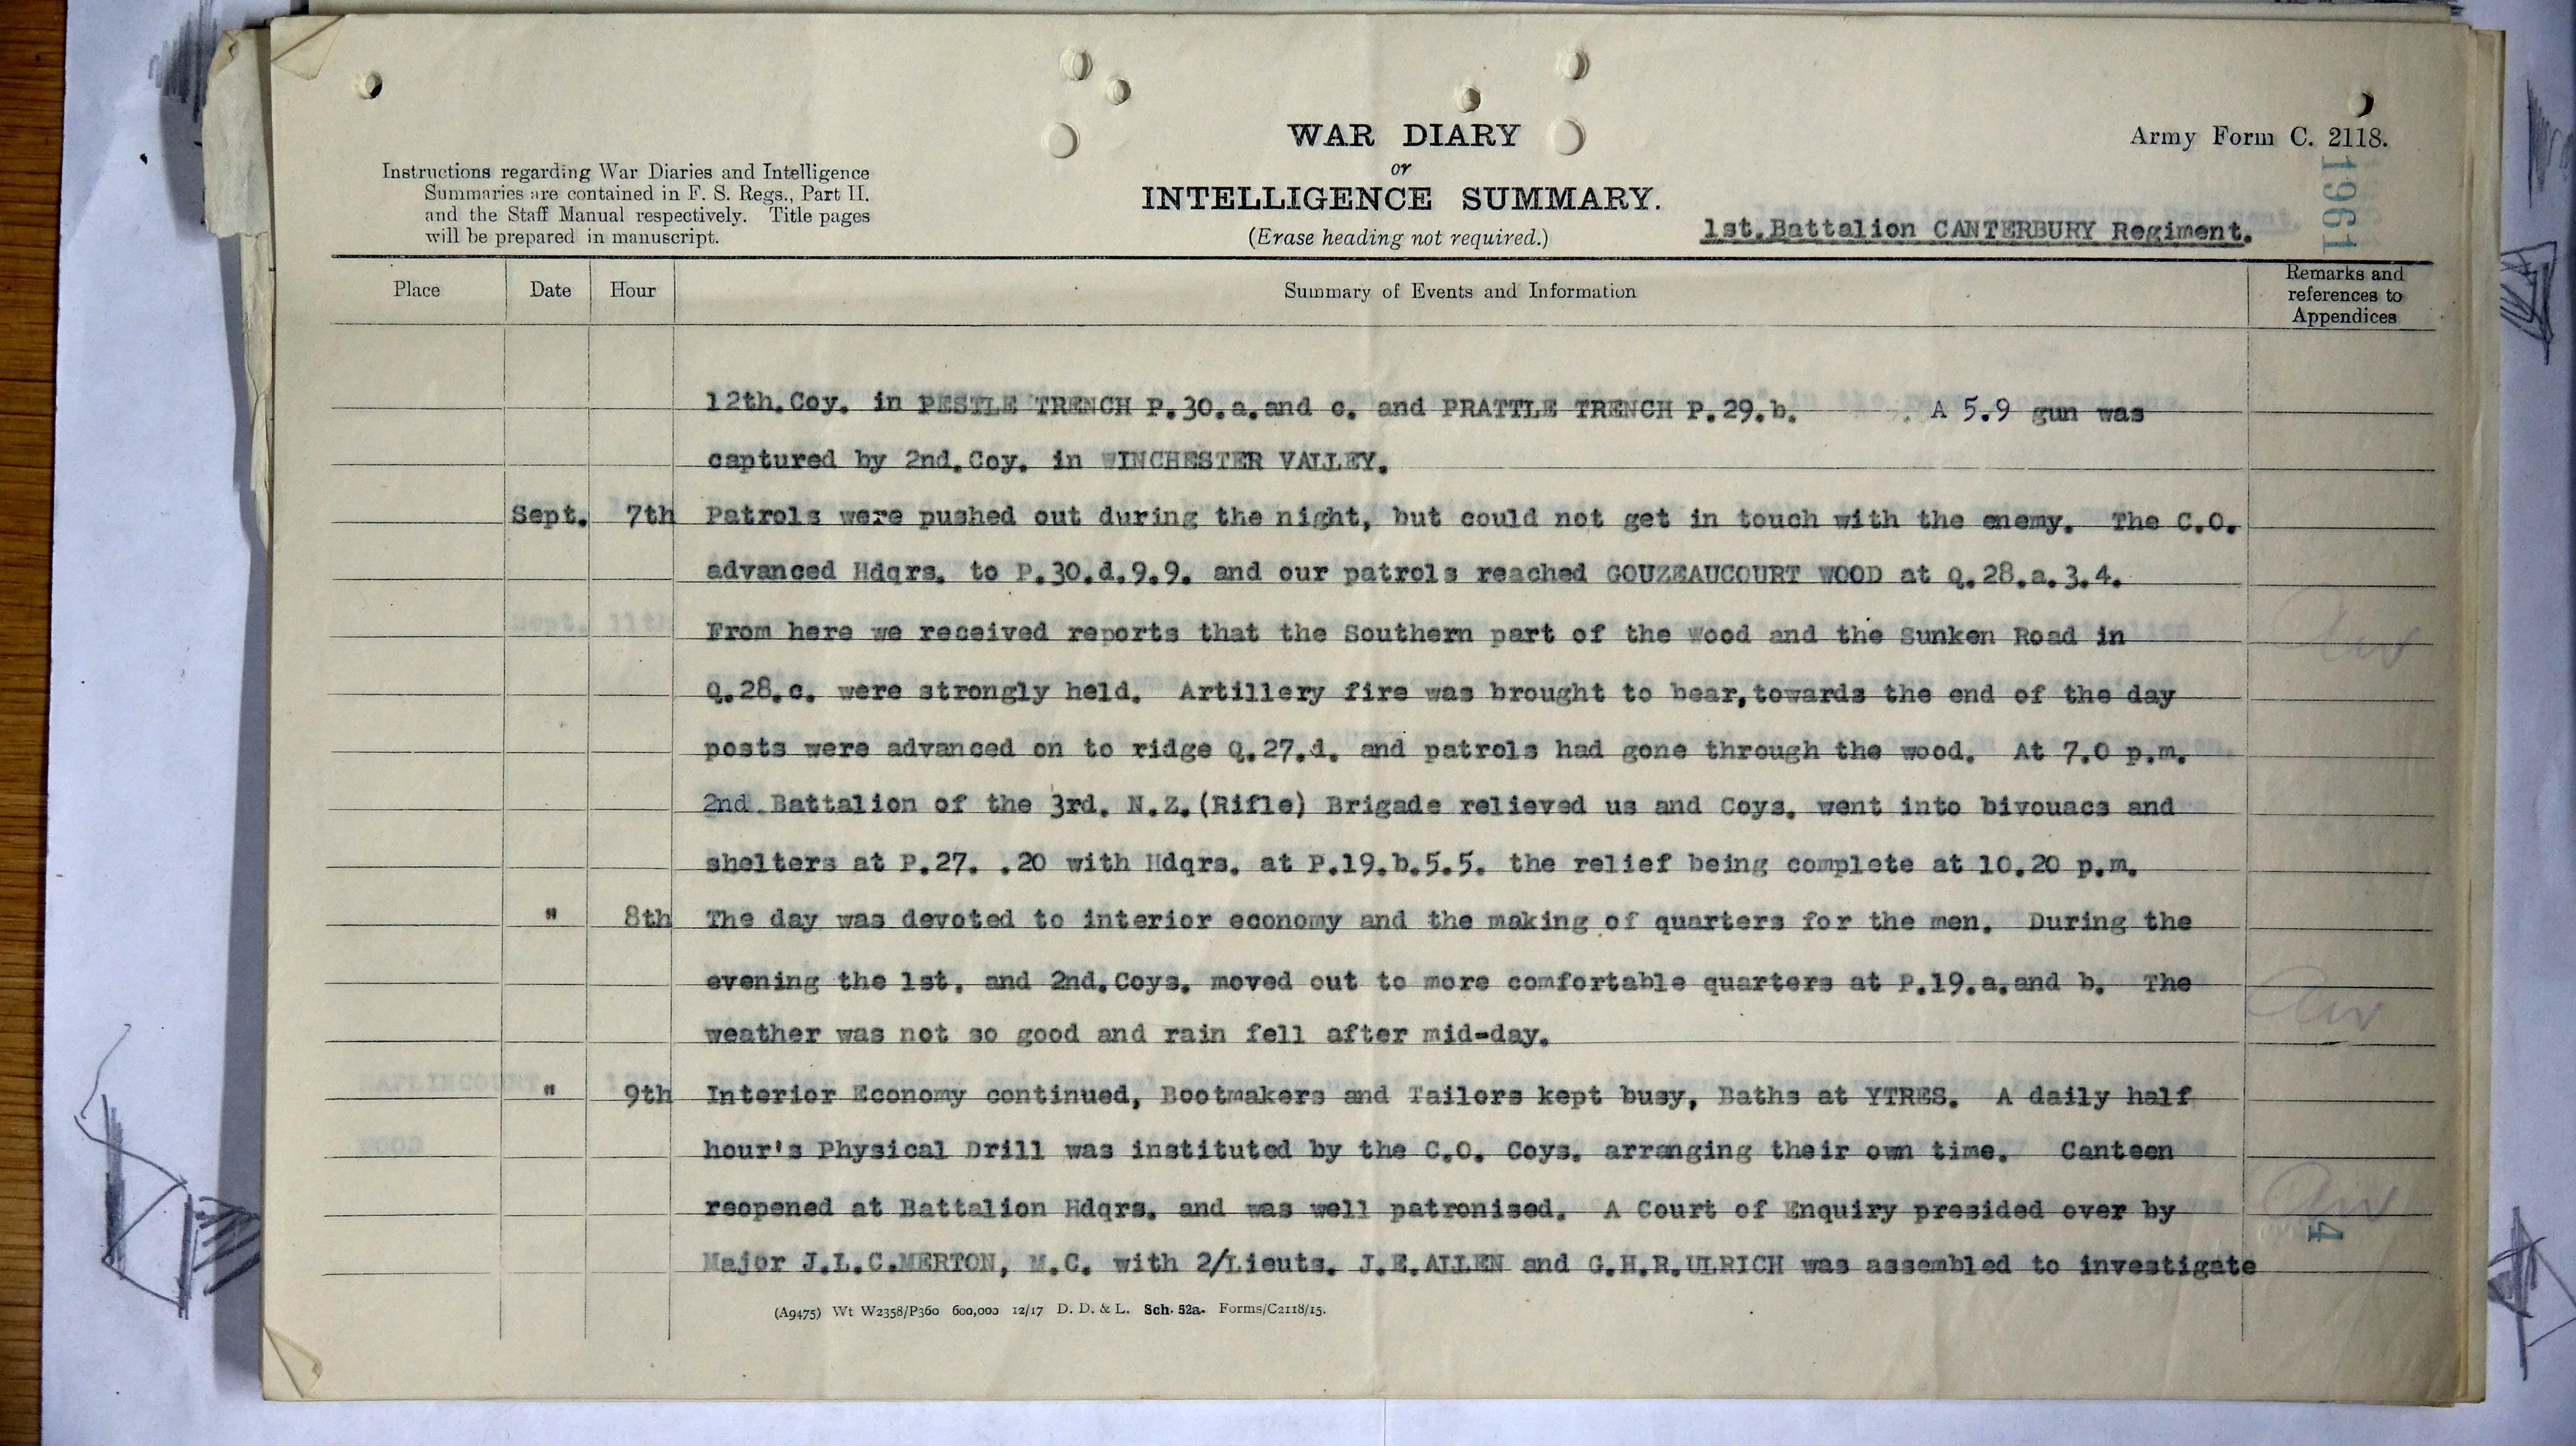 WAR DIARY
or
INTELLIGENCE SUMMARY.
(Erase heading not required.)
Army Form C. 2118.
1961
Instructions regarding War Diaries and Intelligence
Summaries are contained in F. S. Regs., Part II.
and the Staff Manual respectively. Title pages
will be prepared in manuscript.
1st.Battalion CANTERBURY Regiment.
Place Date Hour Summary of Events and Information Remarks and
references to
Appendices
12th.Coy. in PESTLE TRENCH P.30.a.and c. and PRATTLE TRENCH P.29.b. A 5.9 gun was
captured by 2nd.Coy. in WINCHESTER VALLEY.
Sept. 7th Patrols were pushed out during the night, but could not get in touch with the enemy. The C.O.
advanced Hdqrs. to P.30.d.9.9. and our patrols reached GOUZEAUCOURT WOOD at Q.28.a.3.4.
From here we received reports that the Southern part of the Wood and the Sunken Road in
Q.28.c. were strongly held. Artillery fire was brought to bear,towards the end of the day
posts were advanced on to ridge Q.27.d. and patrols had gone through the wood. At 7.0 p.m.
2nd.Battalion of the 3rd. N.Z.(Rifle) Brigade relieved us and Coys. went into bivouacs and
shelters at P.27. .20 with Hdqrs. at P.19.b.5.5. the relief being complete at 10.20 p.m.
" 8th The day was devoted to interior economy and the making of quarters for the men. During the
evening the 1st. and 2nd.Coys. moved out to more comfortable quarters at P.19.a.and b. The
weather was not so good and rain fell after mid-day.
" 9th Interior Economy continued, Bootmakers and Tailors kept busy, Baths at YTRES. A daily half
hour's Physical Drill was instituted by the C.O. Coys. arranging their own time. Canteen
reopened at Battalion Hdqrs. and was well patronised. A Court of Enquiry presided over by
Major J.L.C.MERTON, M.C. with 2/Lieuts. J.E.ALLEN and G.H.R.ULRICH was assembled to investigate
4
(A9475) Wt W2358/P360 600,000 12/17 D. D. & L. Sch. 52a. Forms/C2118/15.